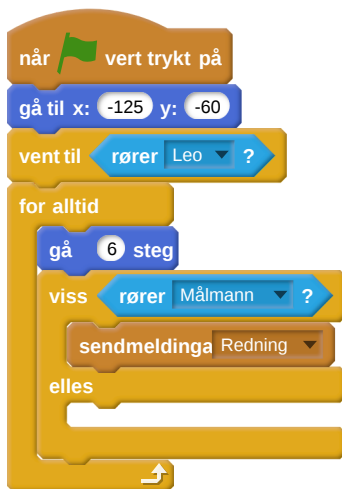 når vert trykt på
gå til x: -125 y: -60
vent til rører Leo ?
for alltid
gå 6 steg
viss rører Målmann ?
sendmeldinga Redning
elles